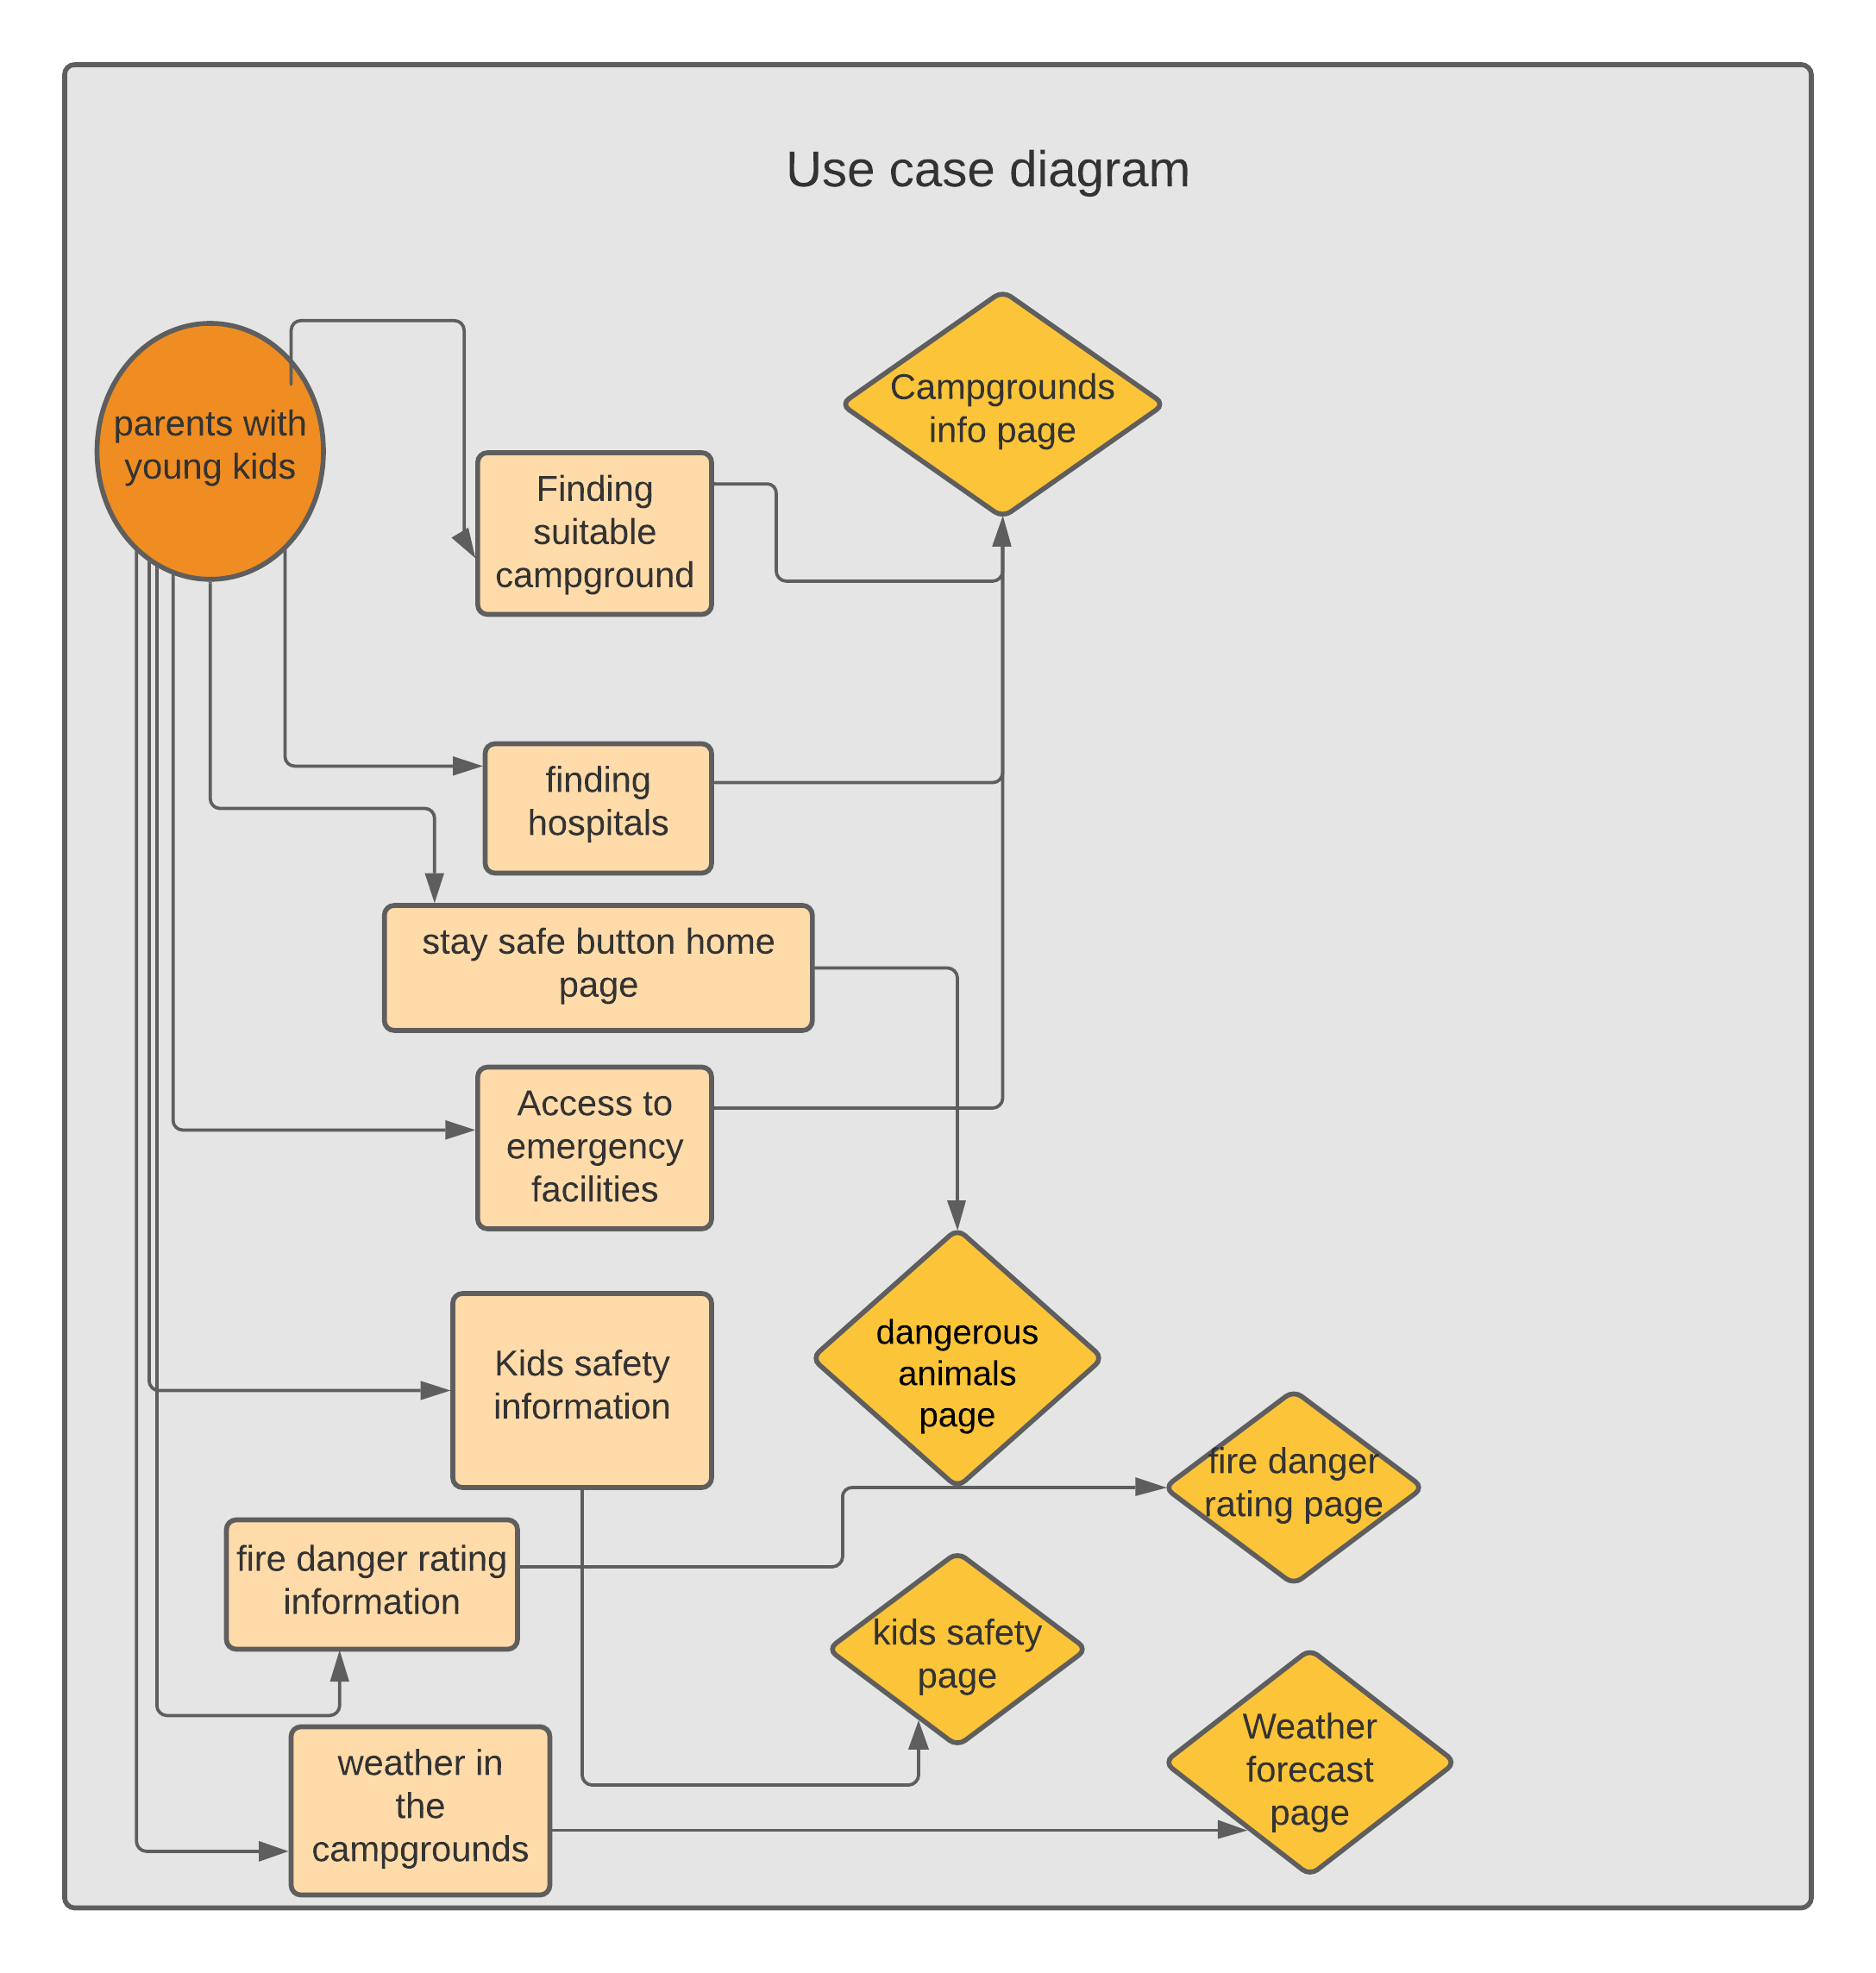 Use case diagram
parents with
young kids
Campgrounds
info page
Finding
suitable
campground
finding
hospitals
stay safe button home
page
Access to
emergency
facilities
dangerous
animals
page
Kids safety
information
fire danger
rating page
fire danger rating
information
kids safety
page
Weather
forecast
page
weather in
the
campgrounds